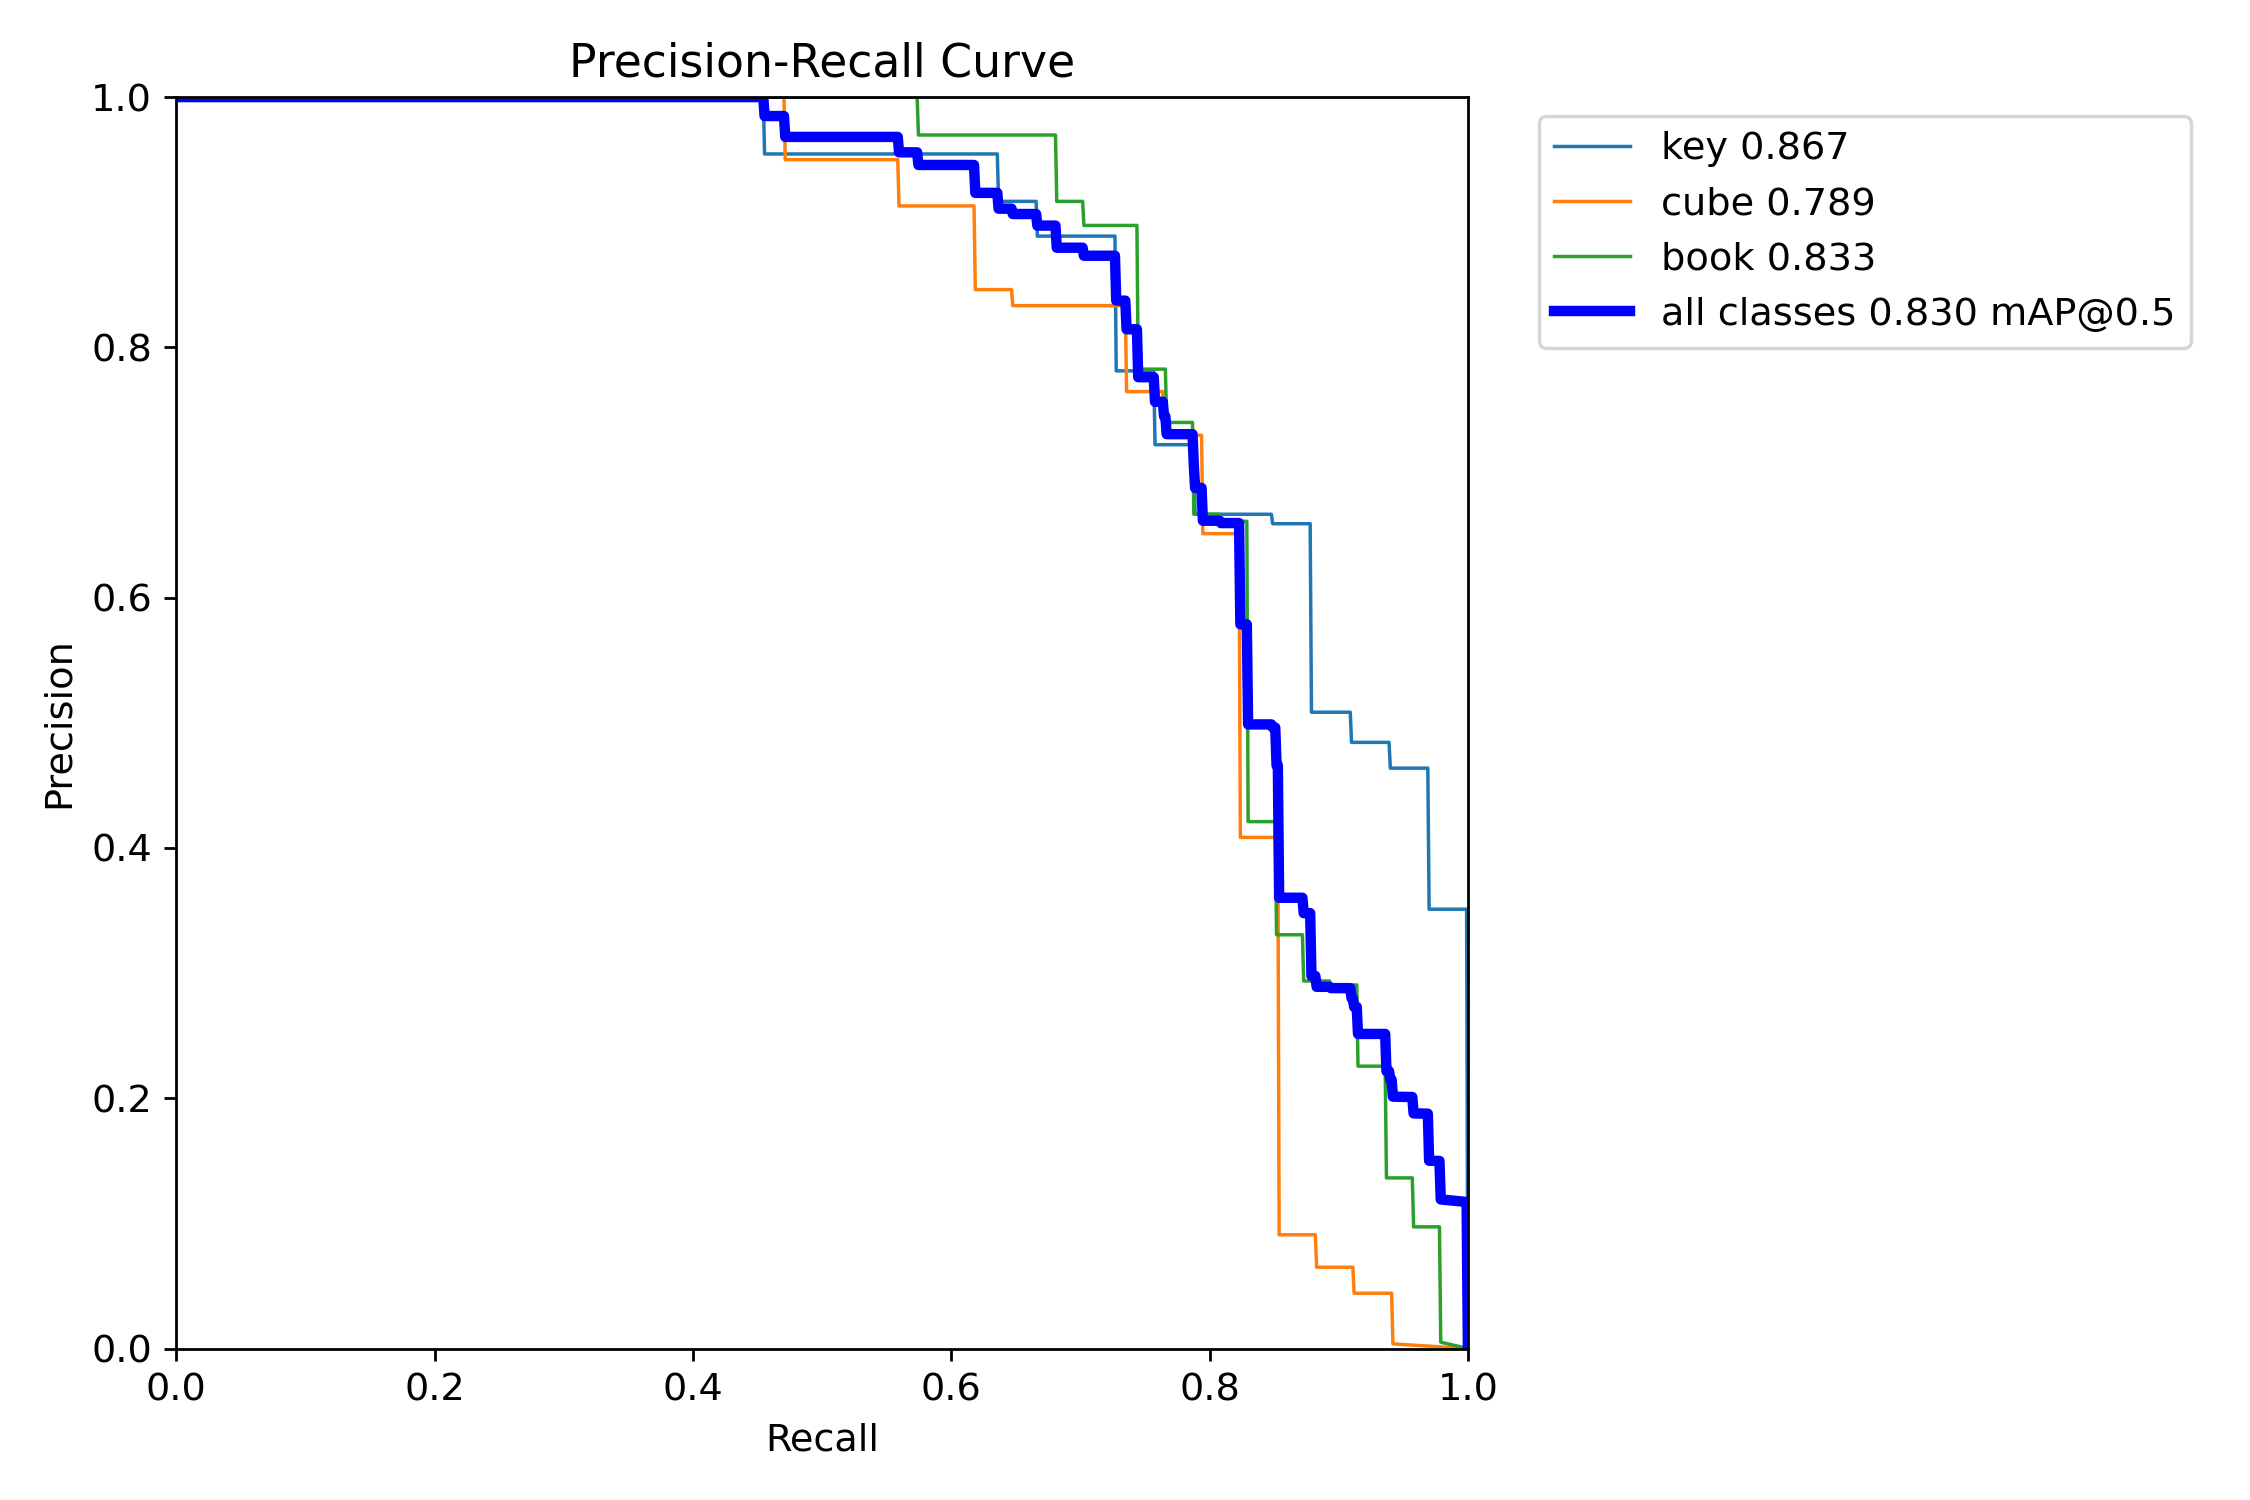 Precision-Recall Curve
1.0
0.8
0.6
0.4
0.2
0.0
Precision
0.0 0.2 0.4 0.6 0.8 1.0
Recall
key 0.867
cube 0.789
book 0.833
all classes 0.830 mAP@0.5